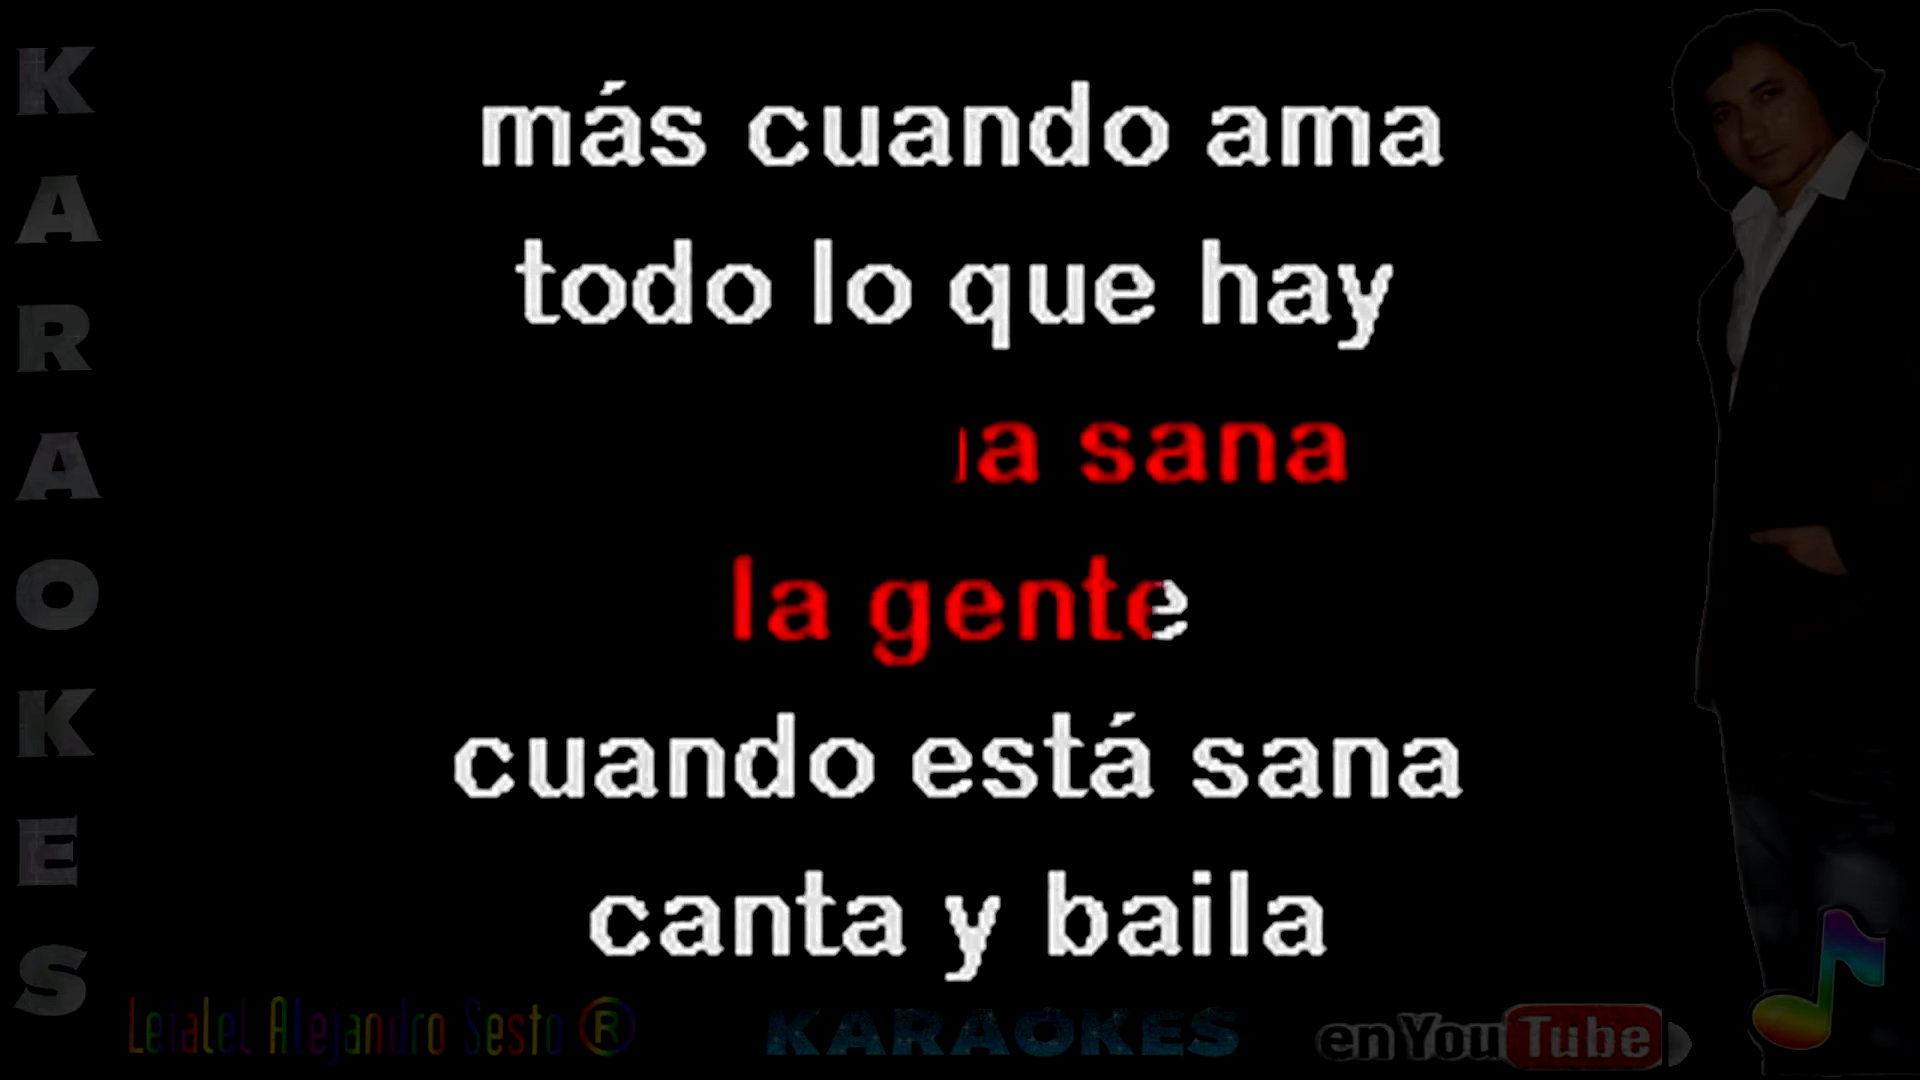 más cuando ama
todo lo que hay
a sana
la gente
cuando está sana
canta y baila
KARAOKES
Leialel Alejandro Sesto ®
KARAOKES
en YouTube